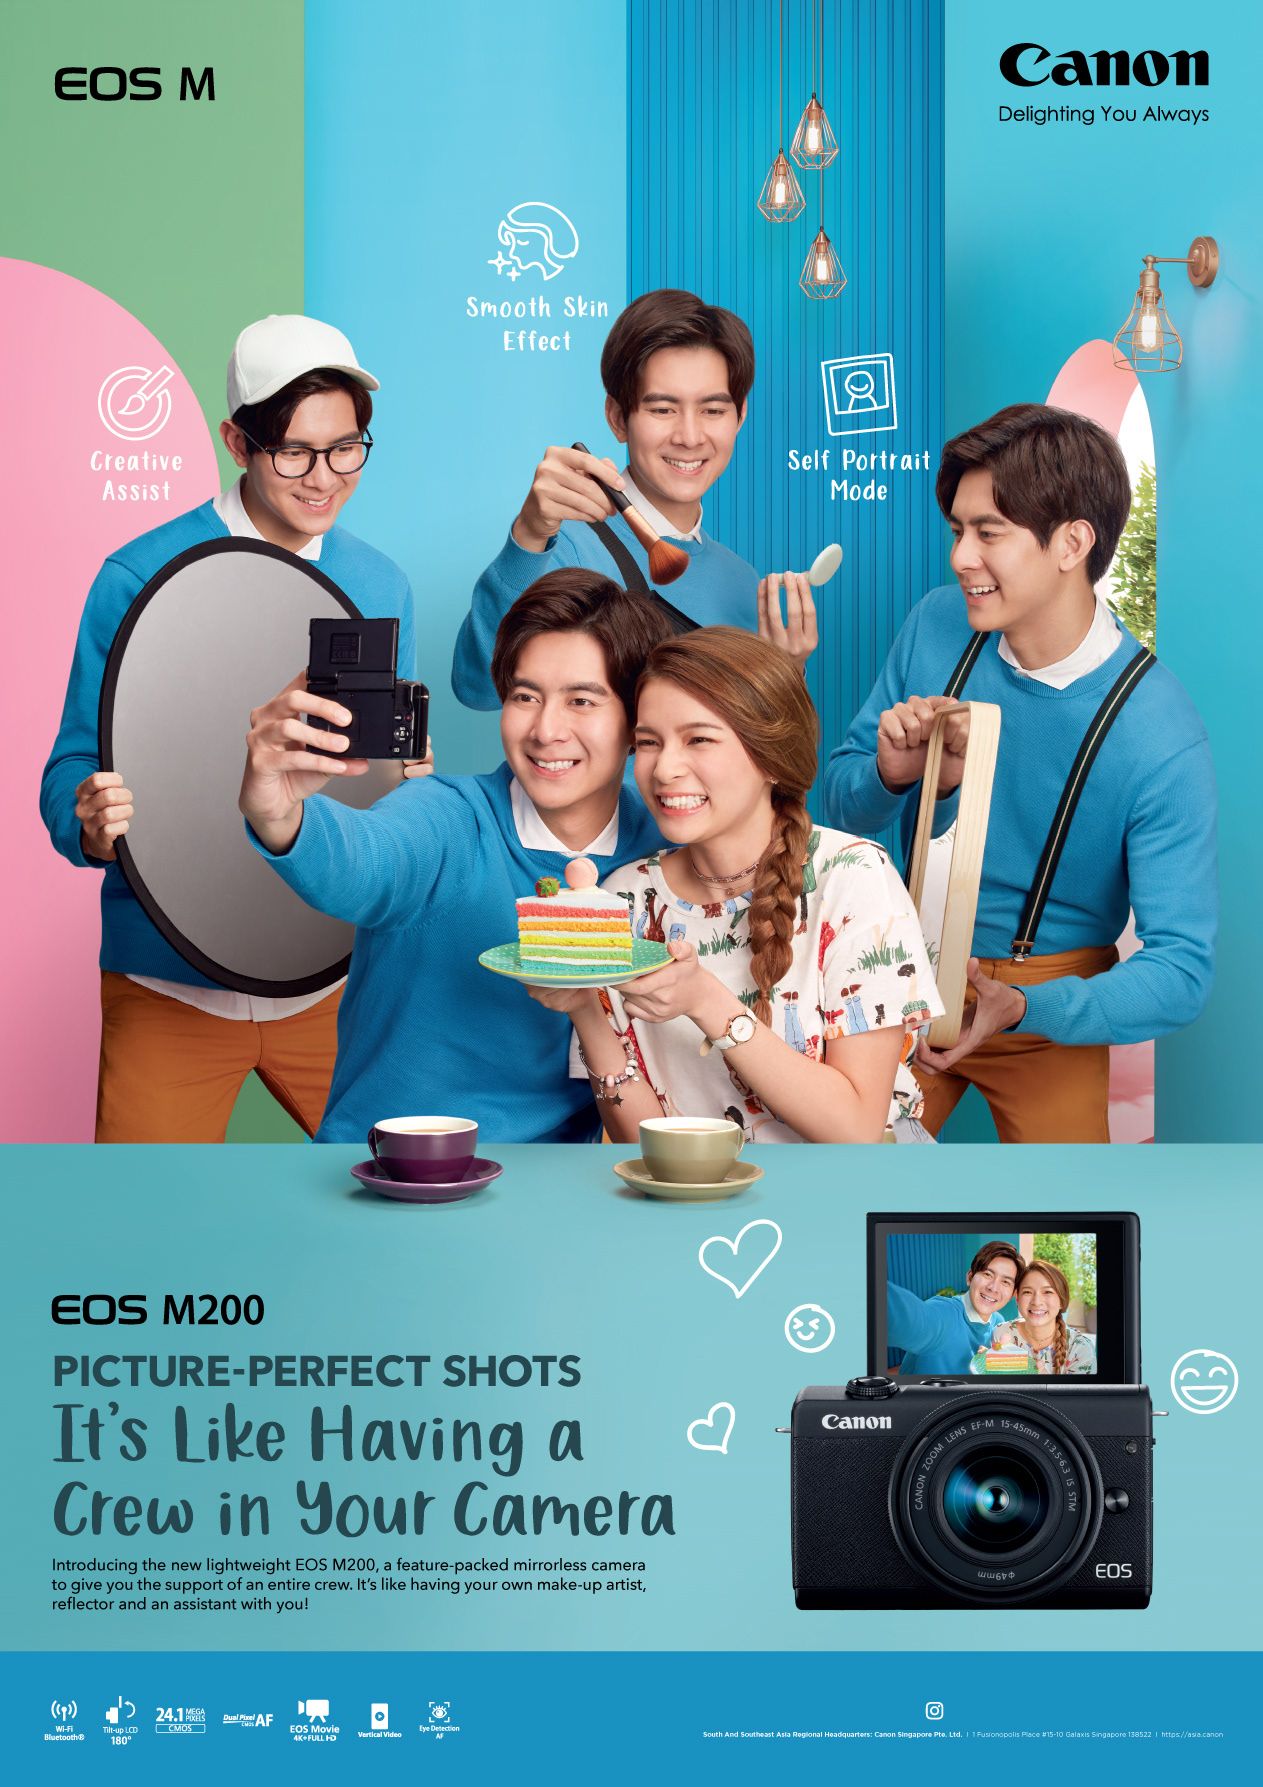 EOS M
Canon
Delighting You Always
Smooth Skin
Effect
Creative
Assist
Self Portrait
Mode
EOS M200
PICTURE-PERFECT SHOTS
It's Like Having a
Crew in Your Camera
Introducing the new lightweight EOS M200, a feature-packed mirrorless camera
to give you the support of an entire crew. It's like having your own make-up artist,
reflector and an assistant with you!
Canon
CANON ZOOM LENS EF-M 15-45mm 1:3.5-6.3 IS STM
φ49mm
EOS
Wi-Fi
Bluetooth®
Tilt-up LCD
180°
24.1 MEGA
PIXELS
CMOS
Dual Pixel
CMOS AF
EOS Movie
4K+FULL HD
Vertical Video
Eye Detection
AF
South And Southeast Asia Regional Headquarters: Canon Singapore Pte. Ltd. | 1 Fusionopolis Place #15-10 Galaxis Singapore 138522 | https://asia.canon